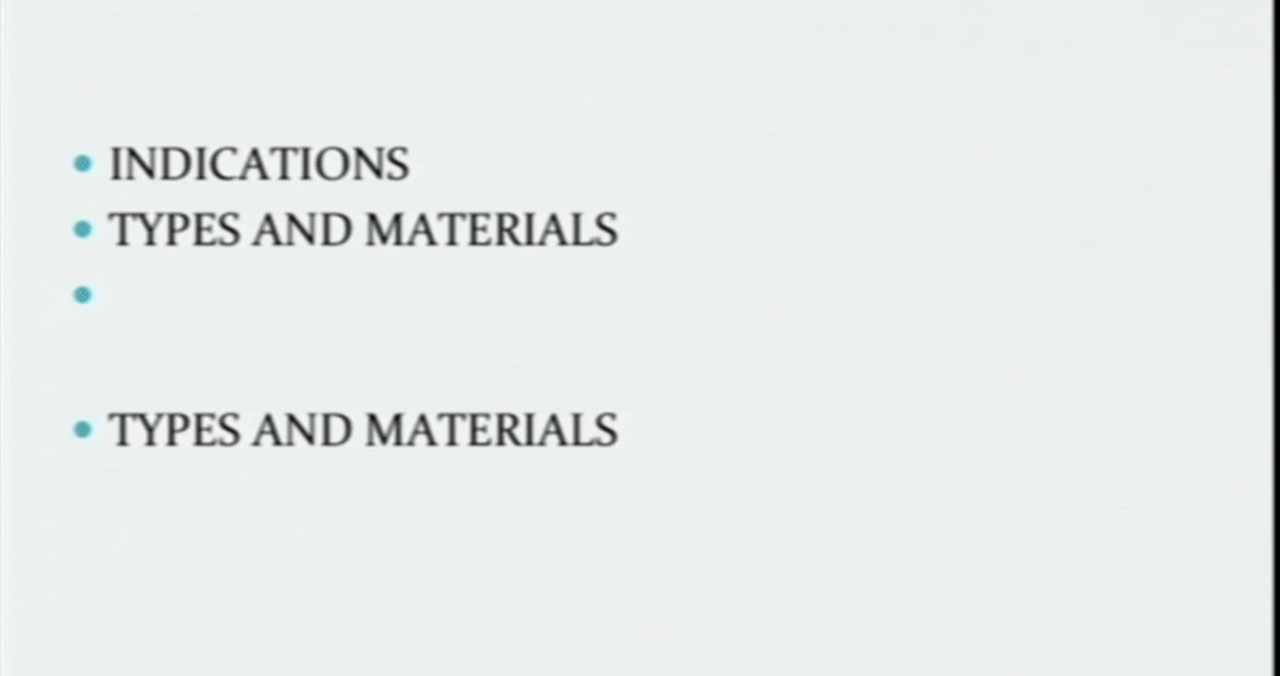 • INDICATIONS
• TYPES AND MATERIALS
•
• TYPES AND MATERIALS